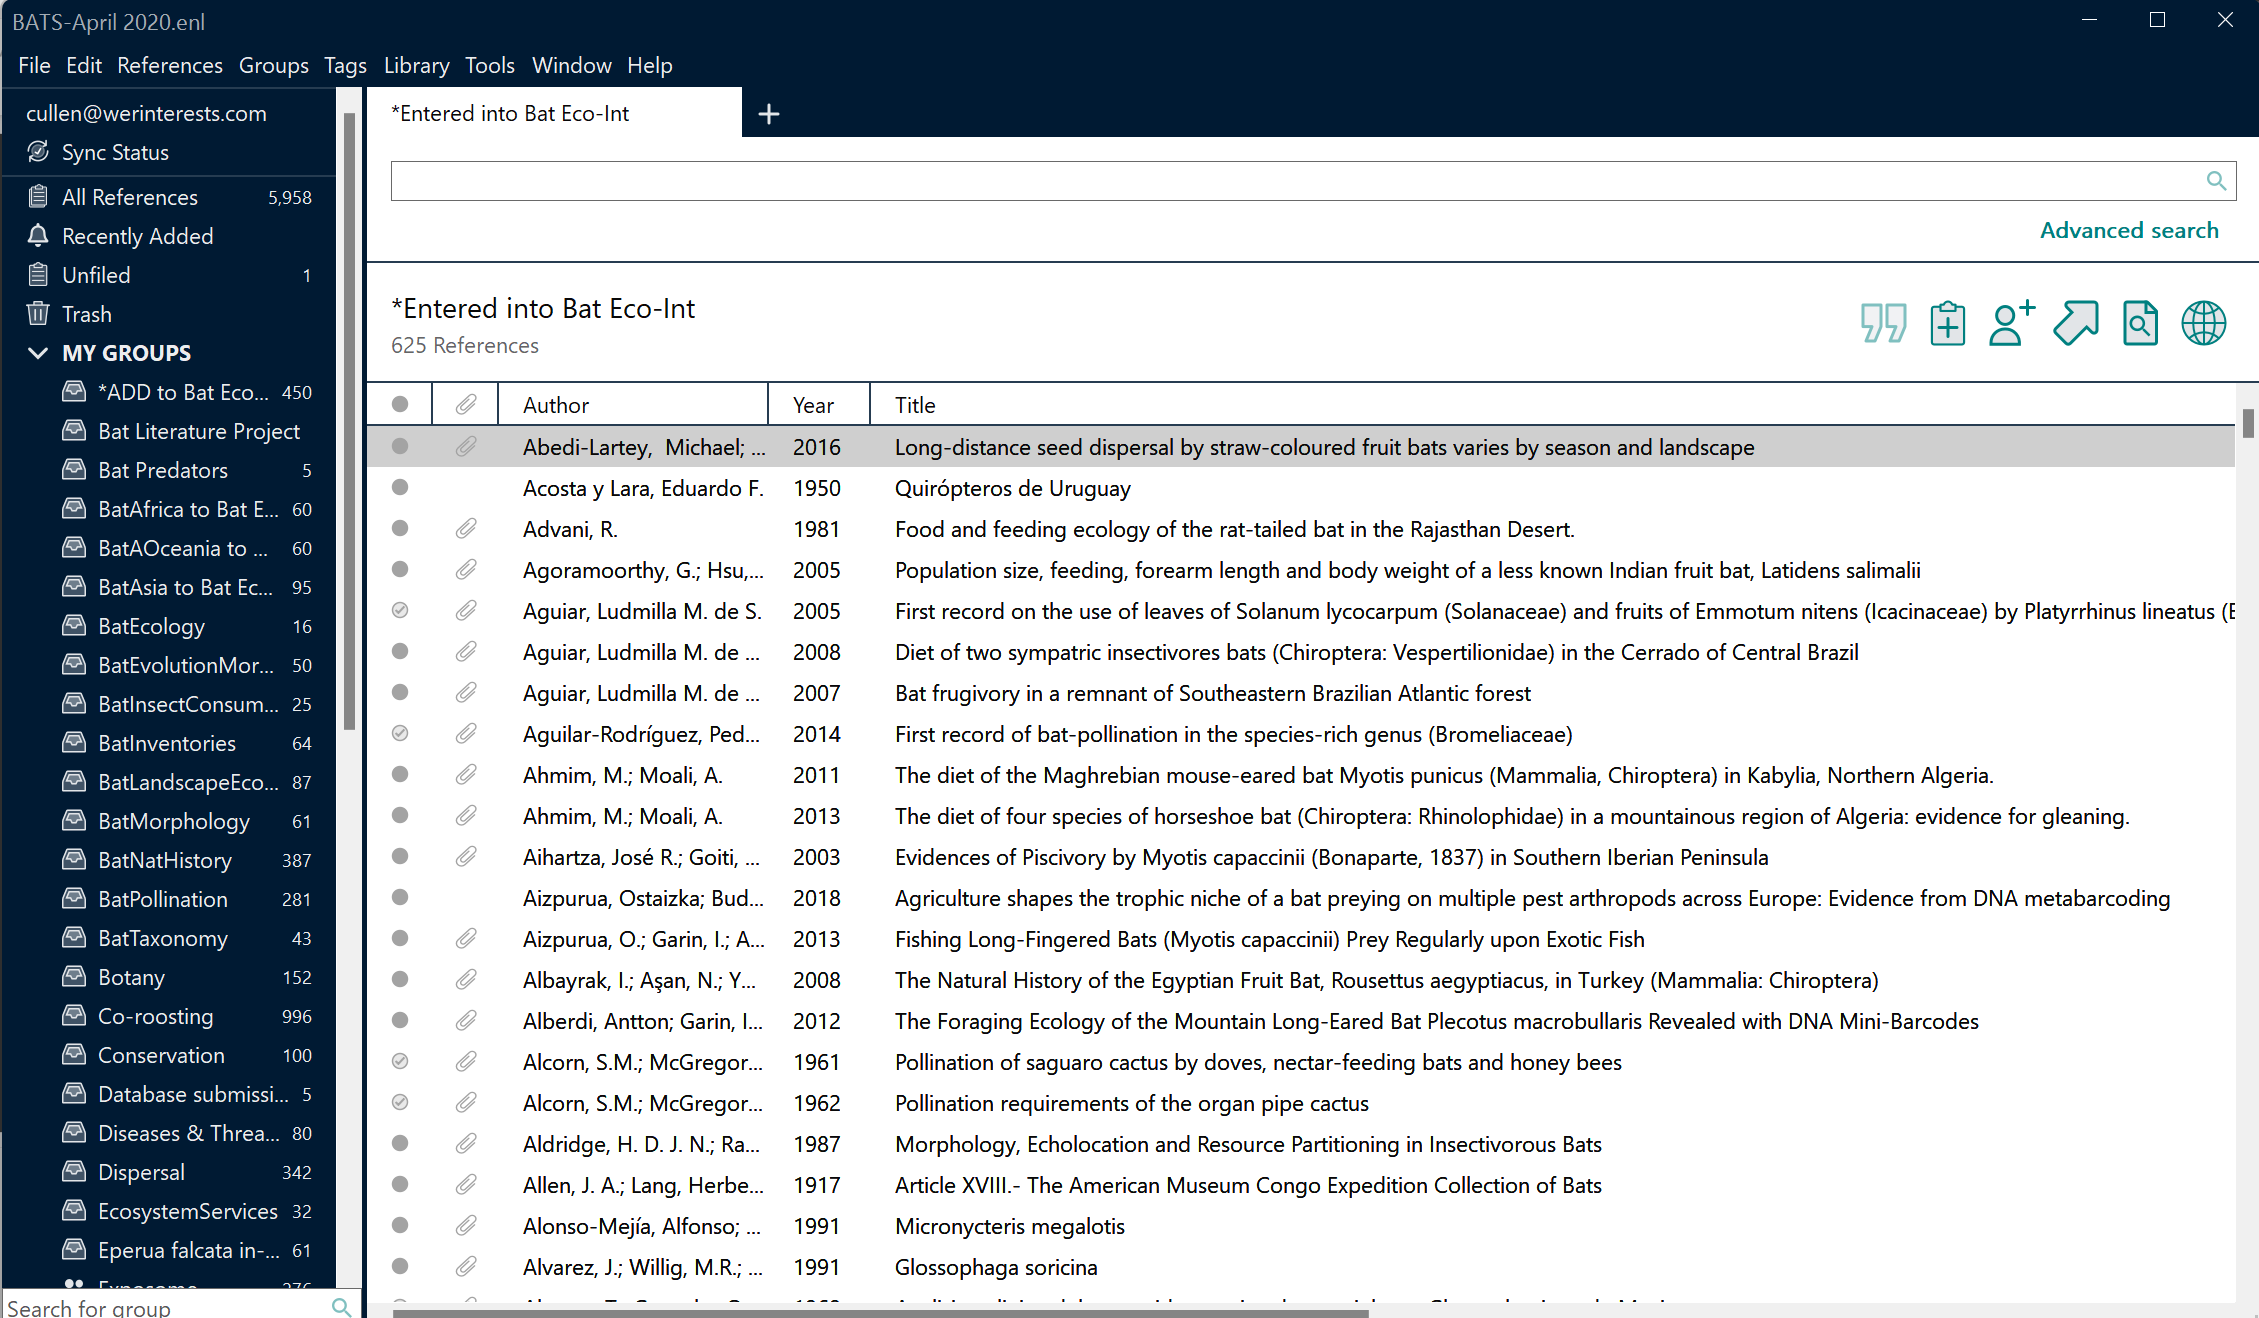 BATS-April 2020.enl
File Edit References Groups Tags Library Tools Window Help
cullen@werinterests.com
Sync Status
All References 5,958
Recently Added
Unfiled 1
Trash
MY GROUPS
*ADD to Bat Eco... 450
Bat Literature Project
Bat Predators 5
BatAfrica to Bat E... 60
BatAOceania to ... 60
BatAsia to Bat Ec... 95
BatEcology 16
BatEvolutionMor... 50
BatInsectConsum... 25
BatInventories 64
BatLandscapeEco... 87
BatMorphology 61
BatNatHistory 387
BatPollination 281
BatTaxonomy 43
Botany 152
Co-roosting 996
Conservation 100
Database submissi... 5
Diseases & Threa... 80
Dispersal 342
EcosystemServices 32
Eperua falcata in-... 61
Search for group
*Entered into Bat Eco-Int
Advanced search
*Entered into Bat Eco-Int
625 References
Author Year Title
Abedi-Lartey, Michael; ... 2016 Long-distance seed dispersal by straw-coloured fruit bats varies by season and landscape
Acosta y Lara, Eduardo F. 1950 Quirópteros de Uruguay
Advani, R. 1981 Food and feeding ecology of the rat-tailed bat in the Rajasthan Desert.
Agoramoorthy, G.; Hsu,... 2005 Population size, feeding, forearm length and body weight of a less known Indian fruit bat, Latidens salimalii
Aguiar, Ludmilla M. de S. 2005 First record on the use of leaves of Solanum lycocarpum (Solanaceae) and fruits of Emmotum nitens (Icacinaceae) by Platyrrhinus lineatus (E
Aguiar, Ludmilla M. de ... 2008 Diet of two sympatric insectivores bats (Chiroptera: Vespertilionidae) in the Cerrado of Central Brazil
Aguiar, Ludmilla M. de ... 2007 Bat frugivory in a remnant of Southeastern Brazilian Atlantic forest
Aguilar-Rodríguez, Ped... 2014 First record of bat-pollination in the species-rich genus (Bromeliaceae)
Ahmim, M.; Moali, A. 2011 The diet of the Maghrebian mouse-eared bat Myotis punicus (Mammalia, Chiroptera) in Kabylia, Northern Algeria.
Ahmim, M.; Moali, A. 2013 The diet of four species of horseshoe bat (Chiroptera: Rhinolophidae) in a mountainous region of Algeria: evidence for gleaning.
Aihartza, José R.; Goiti, ... 2003 Evidences of Piscivory by Myotis capaccinii (Bonaparte, 1837) in Southern Iberian Peninsula
Aizpurua, Ostaizka; Bud... 2018 Agriculture shapes the trophic niche of a bat preying on multiple pest arthropods across Europe: Evidence from DNA metabarcoding
Aizpurua, O.; Garin, I.; A... 2013 Fishing Long-Fingered Bats (Myotis capaccinii) Prey Regularly upon Exotic Fish
Albayrak, I.; Aşan, N.; Y... 2008 The Natural History of the Egyptian Fruit Bat, Rousettus aegyptiacus, in Turkey (Mammalia: Chiroptera)
Alberdi, Antton; Garin, I... 2012 The Foraging Ecology of the Mountain Long-Eared Bat Plecotus macrobullaris Revealed with DNA Mini-Barcodes
Alcorn, S.M.; McGregor... 1961 Pollination of saguaro cactus by doves, nectar-feeding bats and honey bees
Alcorn, S.M.; McGregor... 1962 Pollination requirements of the organ pipe cactus
Aldridge, H. D. J. N.; Ra... 1987 Morphology, Echolocation and Resource Partitioning in Insectivorous Bats
Allen, J. A.; Lang, Herbe... 1917 Article XVIII.- The American Museum Congo Expedition Collection of Bats
Alonso-Mejía, Alfonso; ... 1991 Micronycteris megalotis
Alvarez, J.; Willig, M.R.; ... 1991 Glossophaga soricina